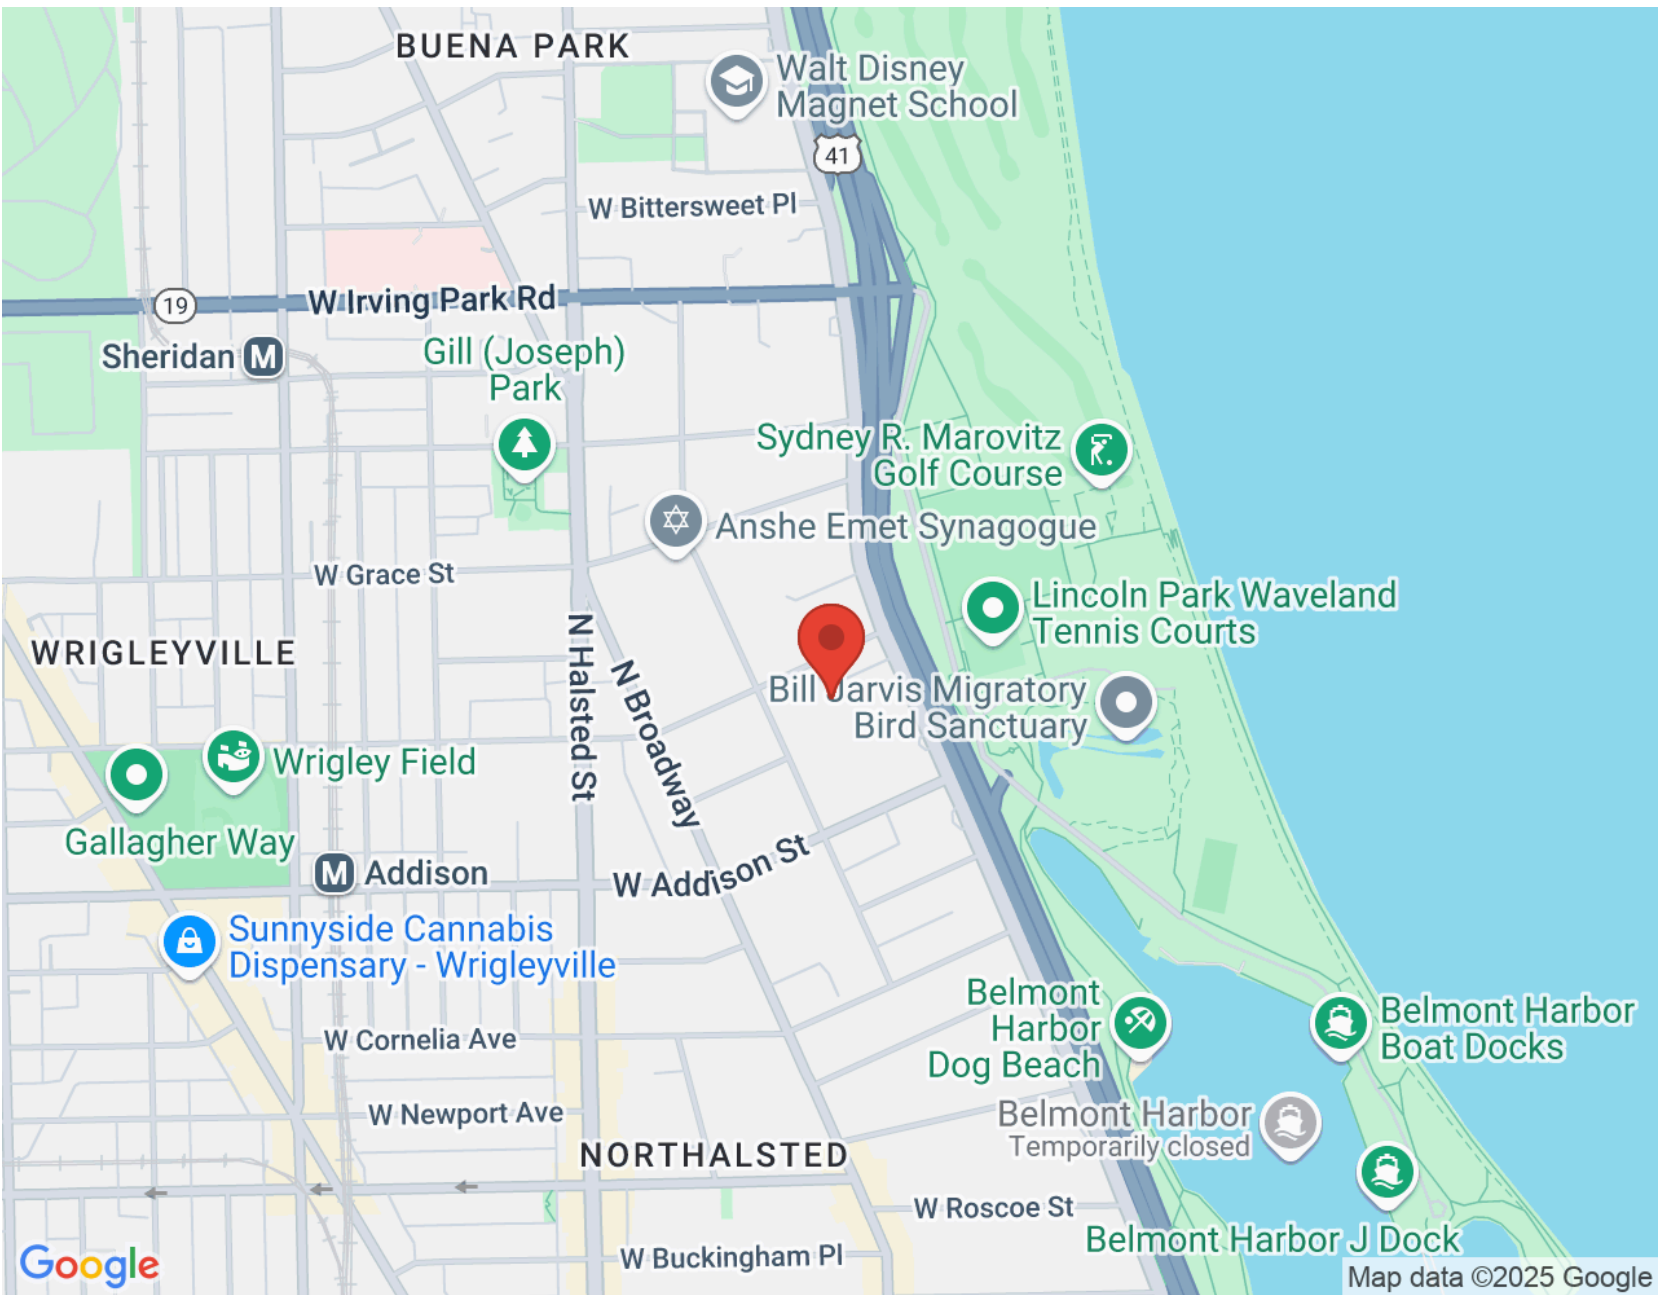 BUENA PARK
Walt Disney
Magnet School
41
W Bittersweet Pl
19
W Irving Park Rd
Sheridan M
Gill (Joseph)
Park
Sydney R. Marovitz
Golf Course
Anshe Emet Synagogue
W Grace St
Lincoln Park Waveland
Tennis Courts
WRIGLEYVILLE
N Halsted St
N Broadway
Bill Jarvis Migratory
Bird Sanctuary
Wrigley Field
Gallagher Way
M Addison
W Addison St
Sunnyside Cannabis
Dispensary - Wrigleyville
Belmont
Harbor
Dog Beach
Belmont Harbor
Boat Docks
W Cornelia Ave
W Newport Ave
Belmont Harbor
Temporarily closed
NORTHALSTED
W Roscoe St
Belmont Harbor J Dock
W Buckingham Pl
Google
Map data ©2025 Google